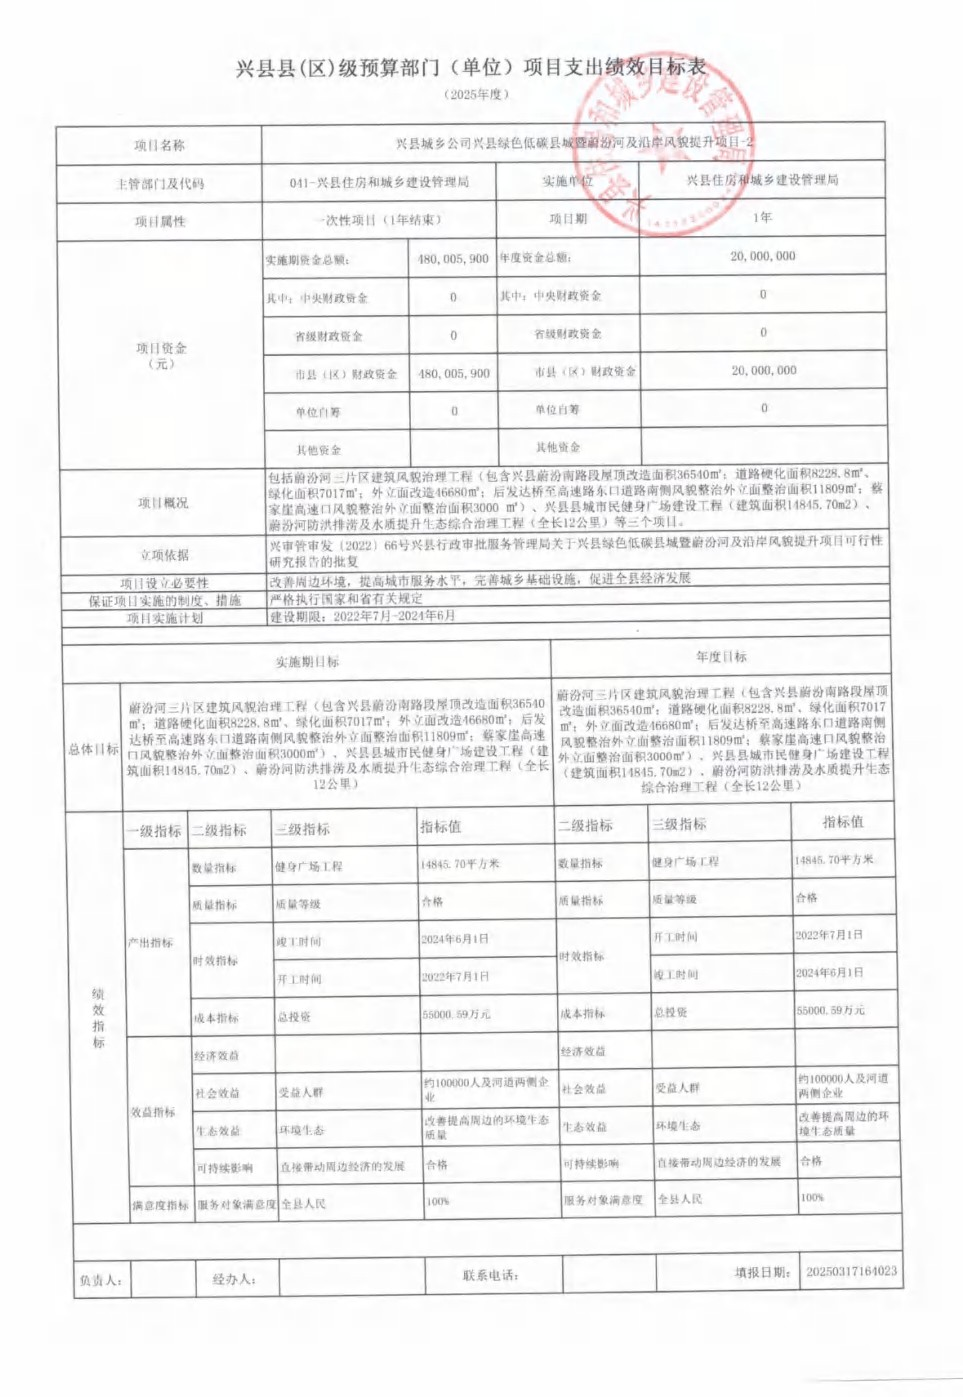 兴县县(区)级预算部门（单位）项目支出绩效目标表
（2025年度）
项目名称 兴县城乡公司兴县绿色低碳县城暨蔚汾河及沿岸风貌提升项目-2
主管部门及代码 041-兴县住房和城乡建设管理局 实施单位 兴县住房和城乡建设管理局
项目属性 一次性项目（1年结束） 项目期 1年
项目资金
（元）
实施期资金总额： 480,005,900 年度资金总额： 20,000,000
其中：中央财政资金 0 其中：中央财政资金 0
省级财政资金 0 省级财政资金 0
市县（区）财政资金 480,005,900 市县（区）财政资金 20,000,000
单位自筹 0 单位自筹 0
其他资金 其他资金
项目概况
包括蔚汾河三片区建筑风貌治理工程（包含兴县蔚汾南路段屋顶改造面积36540㎡；道路硬化面积8228.8㎡、
绿化面积7017㎡；外立面改造46680㎡；后发达桥至高速路东口道路南侧风貌整治外立面整治面积11809㎡；蔡
家崖高速口风貌整治外立面整治面积3000 ㎡）、兴县县城市民健身广场建设工程（建筑面积14845.70m2）、
蔚汾河防洪排涝及水质提升生态综合治理工程（全长12公里）等三个项目。
立项依据
兴审管审发（2022）66号兴县行政审批服务管理局关于兴县绿色低碳县城暨蔚汾河及沿岸风貌提升项目可行性
研究报告的批复
项目设立必要性 改善周边环境，提高城市服务水平，完善城乡基础设施，促进全县经济发展
保证项目实施的制度、措施 严格执行国家和省有关规定
项目实施计划 建设期限：2022年7月-2024年6月
实施期目标 年度目标
总体目标
蔚汾河三片区建筑风貌治理工程（包含兴县蔚汾南路段屋顶改造面积36540
㎡；道路硬化面积8228.8㎡、绿化面积7017㎡；外立面改造46680㎡；后发
达桥至高速路东口道路南侧风貌整治外立面整治面积11809㎡；蔡家崖高速
口风貌整治外立面整治面积3000㎡）、兴县县城市民健身广场建设工程（建
筑面积14845.70m2）、蔚汾河防洪排涝及水质提升生态综合治理工程（全长
12公里）
蔚汾河三片区建筑风貌治理工程（包含兴县蔚汾南路段屋顶
改造面积36540㎡；道路硬化面积8228.8㎡、绿化面积7017
㎡；外立面改造46680㎡；后发达桥至高速路东口道路南侧
风貌整治外立面整治面积11809㎡；蔡家崖高速口风貌整治
外立面整治面积3000㎡）、兴县县城市民健身广场建设工程
（建筑面积14845.70m2）、蔚汾河防洪排涝及水质提升生态
综合治理工程（全长12公里）
绩效指标
一级指标 二级指标 三级指标 指标值 二级指标 三级指标 指标值
产出指标
数量指标 健身广场工程 14845.70平方米 数量指标 健身广场工程 14845.70平方米
质量指标 质量等级 合格 质量指标 质量等级 合格
时效指标 竣工时间 2024年6月1日 时效指标 开工时间 2022年7月1日
开工时间 2022年7月1日 竣工时间 2024年6月1日
成本指标 总投资 55000.59万元 成本指标 总投资 55000.59万元
效益指标
经济效益 经济效益
社会效益 受益人群 约100000人及河道两侧企业 社会效益 受益人群 约100000人及河道两侧企业
生态效益 环境生态 改善提高周边的环境生态质量 生态效益 环境生态 改善提高周边的环境生态质量
可持续影响 直接带动周边经济的发展 合格 可持续影响 直接带动周边经济的发展 合格
满意度指标 服务对象满意度 全县人民 100% 服务对象满意度 全县人民 100%
负责人： 经办人： 联系电话： 填报日期： 20250317164023
兴县住房和城乡建设管理局